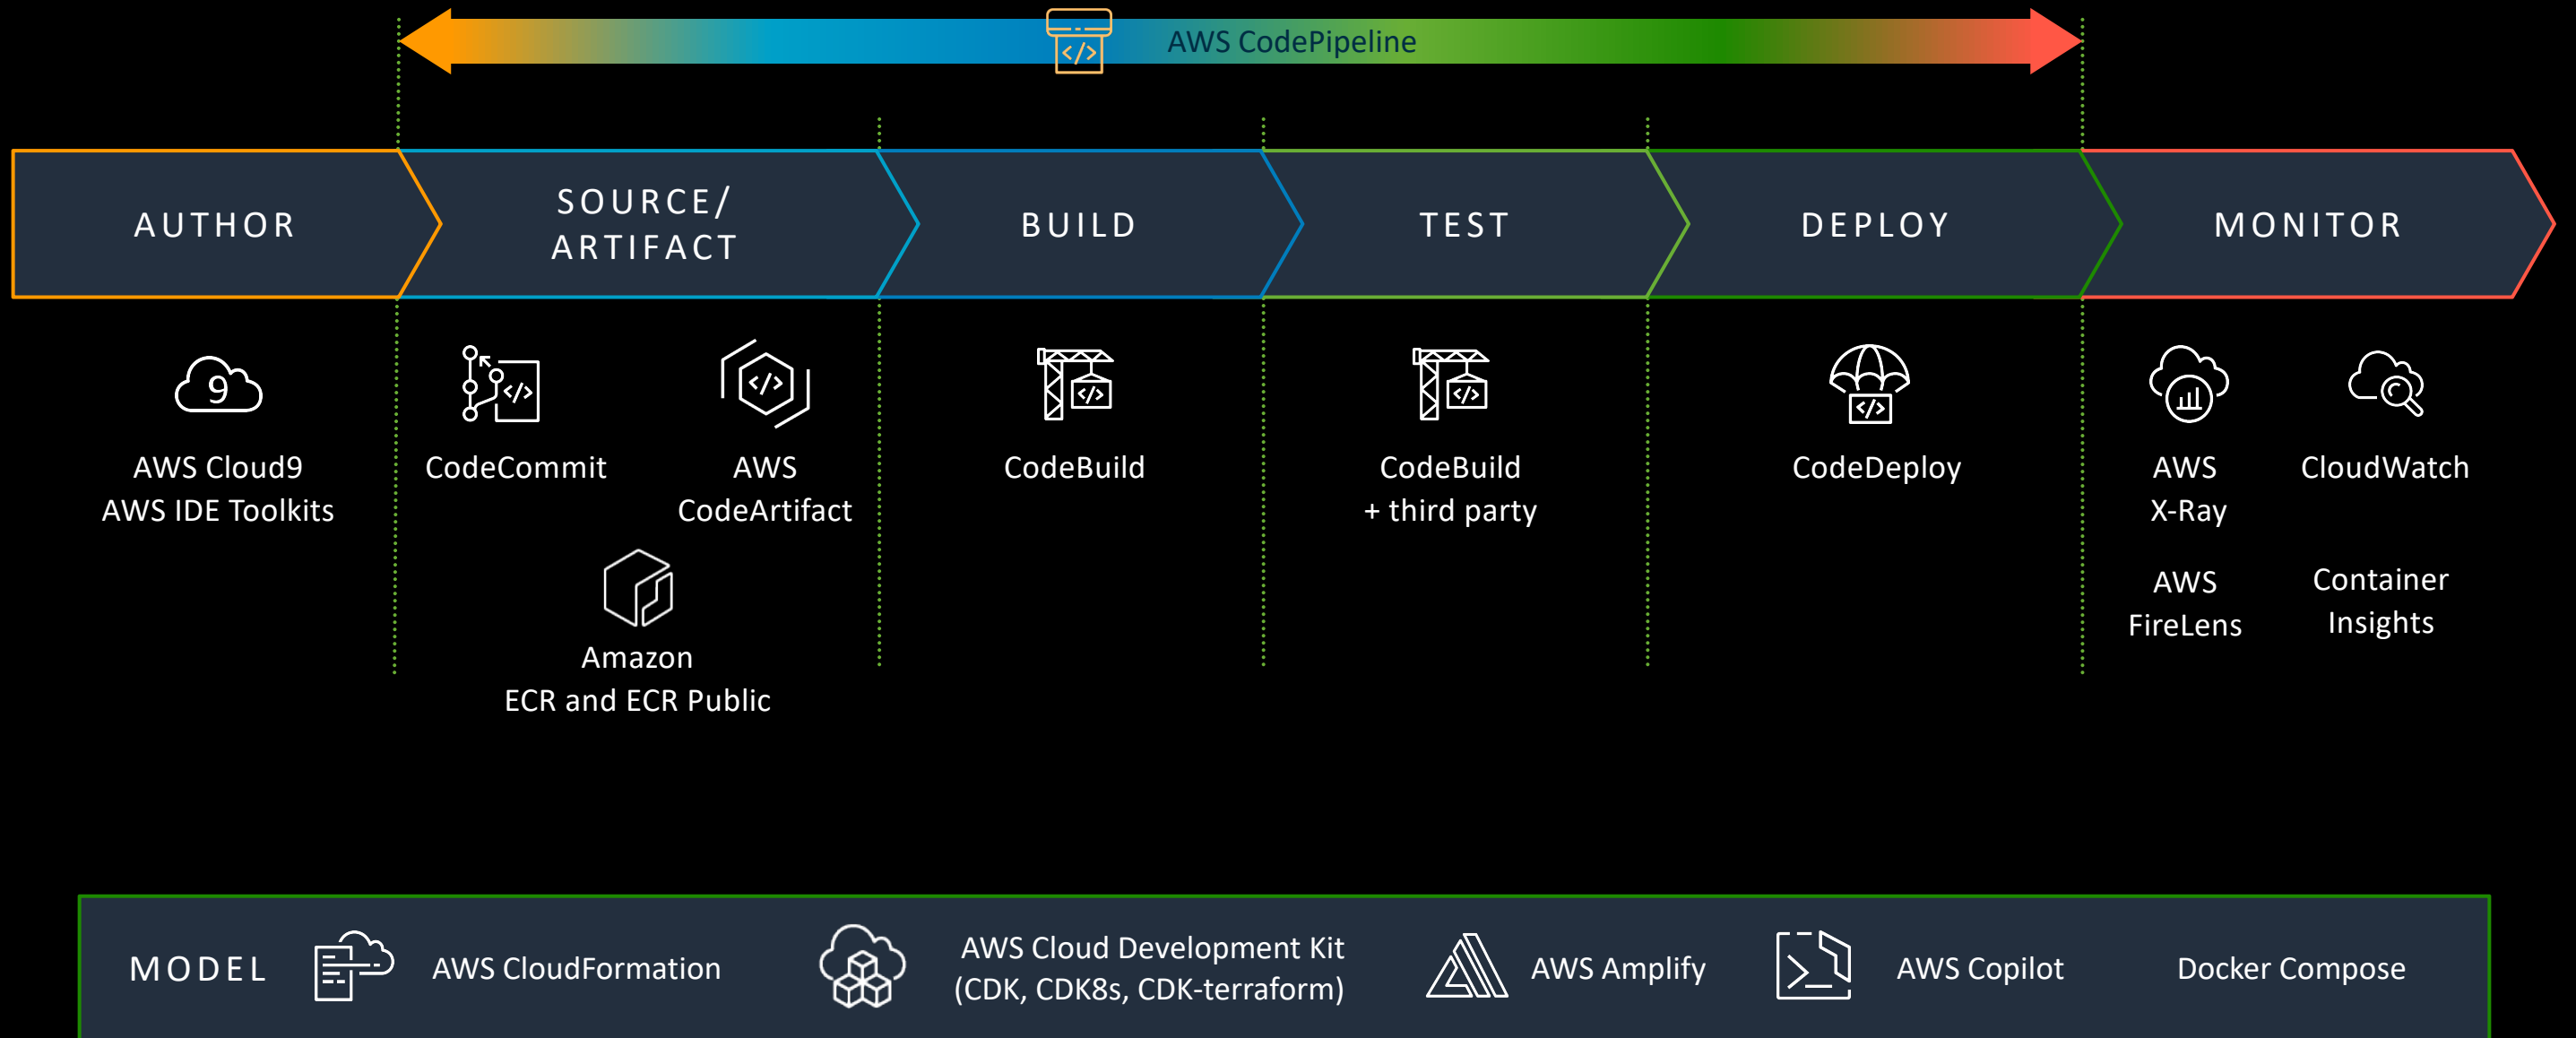 AWS CodePipeline
AUTHOR
SOURCE/
ARTIFACT
BUILD
TEST
DEPLOY
MONITOR
9
AWS Cloud9
AWS IDE Toolkits
</>
CodeCommit
</>
AWS
CodeArtifact
Amazon
ECR and ECR Public
</>
CodeBuild
</>
CodeBuild
+ third party
</>
CodeDeploy
AWS
X-Ray
CloudWatch
AWS
FireLens
Container
Insights
MODEL
AWS CloudFormation
AWS Cloud Development Kit
(CDK, CDK8s, CDK-terraform)
AWS Amplify
AWS Copilot
Docker Compose